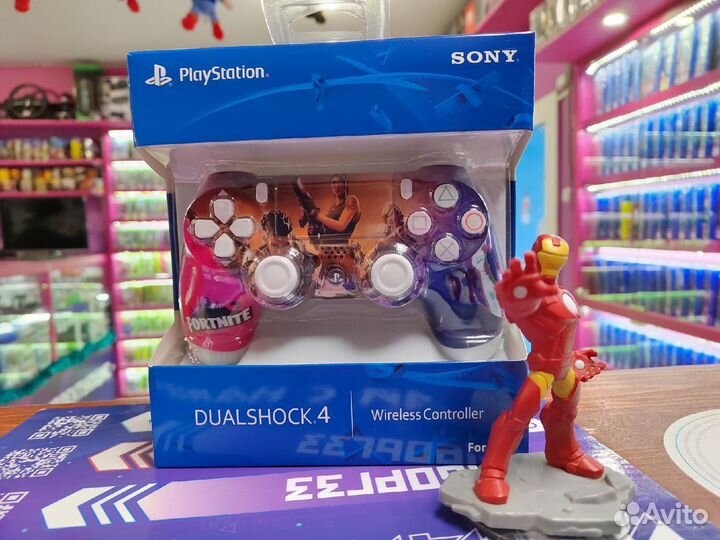 PlayStation
SONY
FORTNITE
DUALSHOCK 4
Wireless Controller
For
Avito